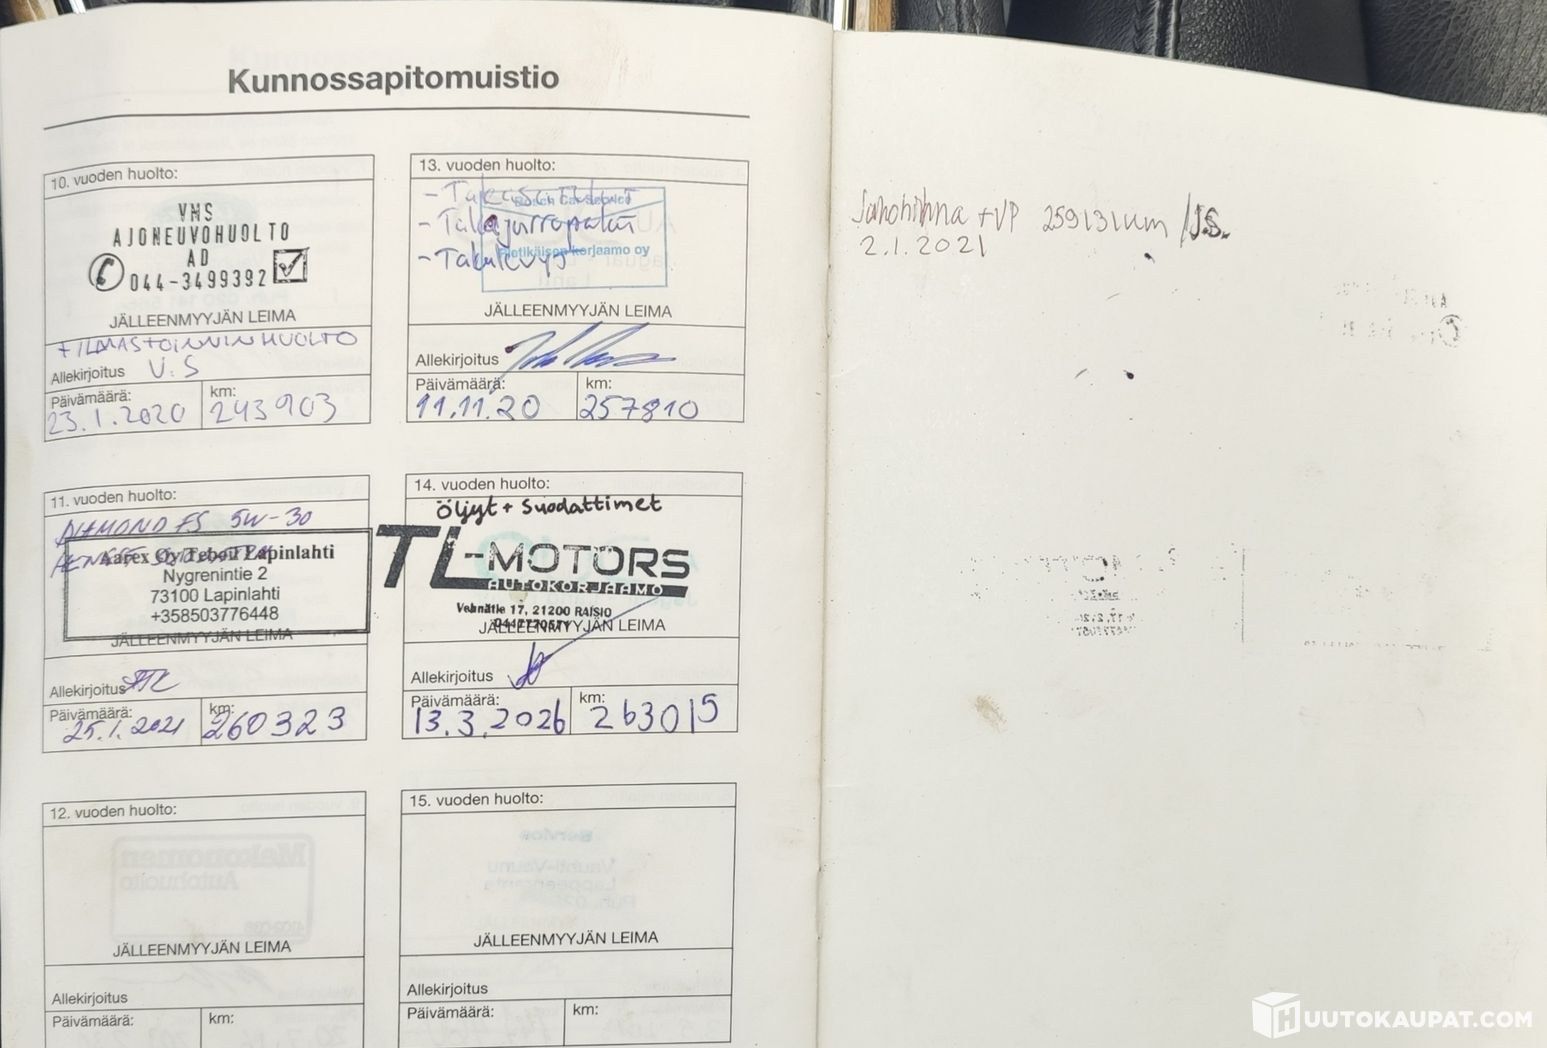 Kunnossapitomuistio
10. vuoden huolto:
VMS
AJONEUVOHUOLTO
AD
044-3499392
JÄLLEENMYYJÄN LEIMA
+ ILMASTOINNIN HUOLTO
Allekirjoitus V.S
Päivämäärä: km:
23.1.2020 243903
13. vuoden huolto:
- Takajarrupalat
korjaamo oy
JÄLLEENMYYJÄN LEIMA
Allekirjoitus
Päivämäärä: km:
11.11.20 257810
11. vuoden huolto:
DIAMOND FS 5W-30
Karex Oy Teboil Lapinlahti
Nygrenintie 2
73100 Lapinlahti
+358503776448
JÄLLEENMYYJÄN LEIMA
Allekirjoitus
Päivämäärä: km:
25.1.2021 260323
14. vuoden huolto:
Öljyt + suodattimet
TL-MOTORS
AUTOKORJAAMO
17, 21200 RAISIO
JÄLLEENMYYJÄN LEIMA
Allekirjoitus
Päivämäärä: km:
13.3.2026 263015
12. vuoden huolto:
JÄLLEENMYYJÄN LEIMA
Allekirjoitus
Päivämäärä: km:
15. vuoden huolto:
JÄLLEENMYYJÄN LEIMA
Allekirjoitus
Päivämäärä: km:
Jakohihna + VP 259131km /J.S.
2.1.2021
HUUTOKAUPAT.COM